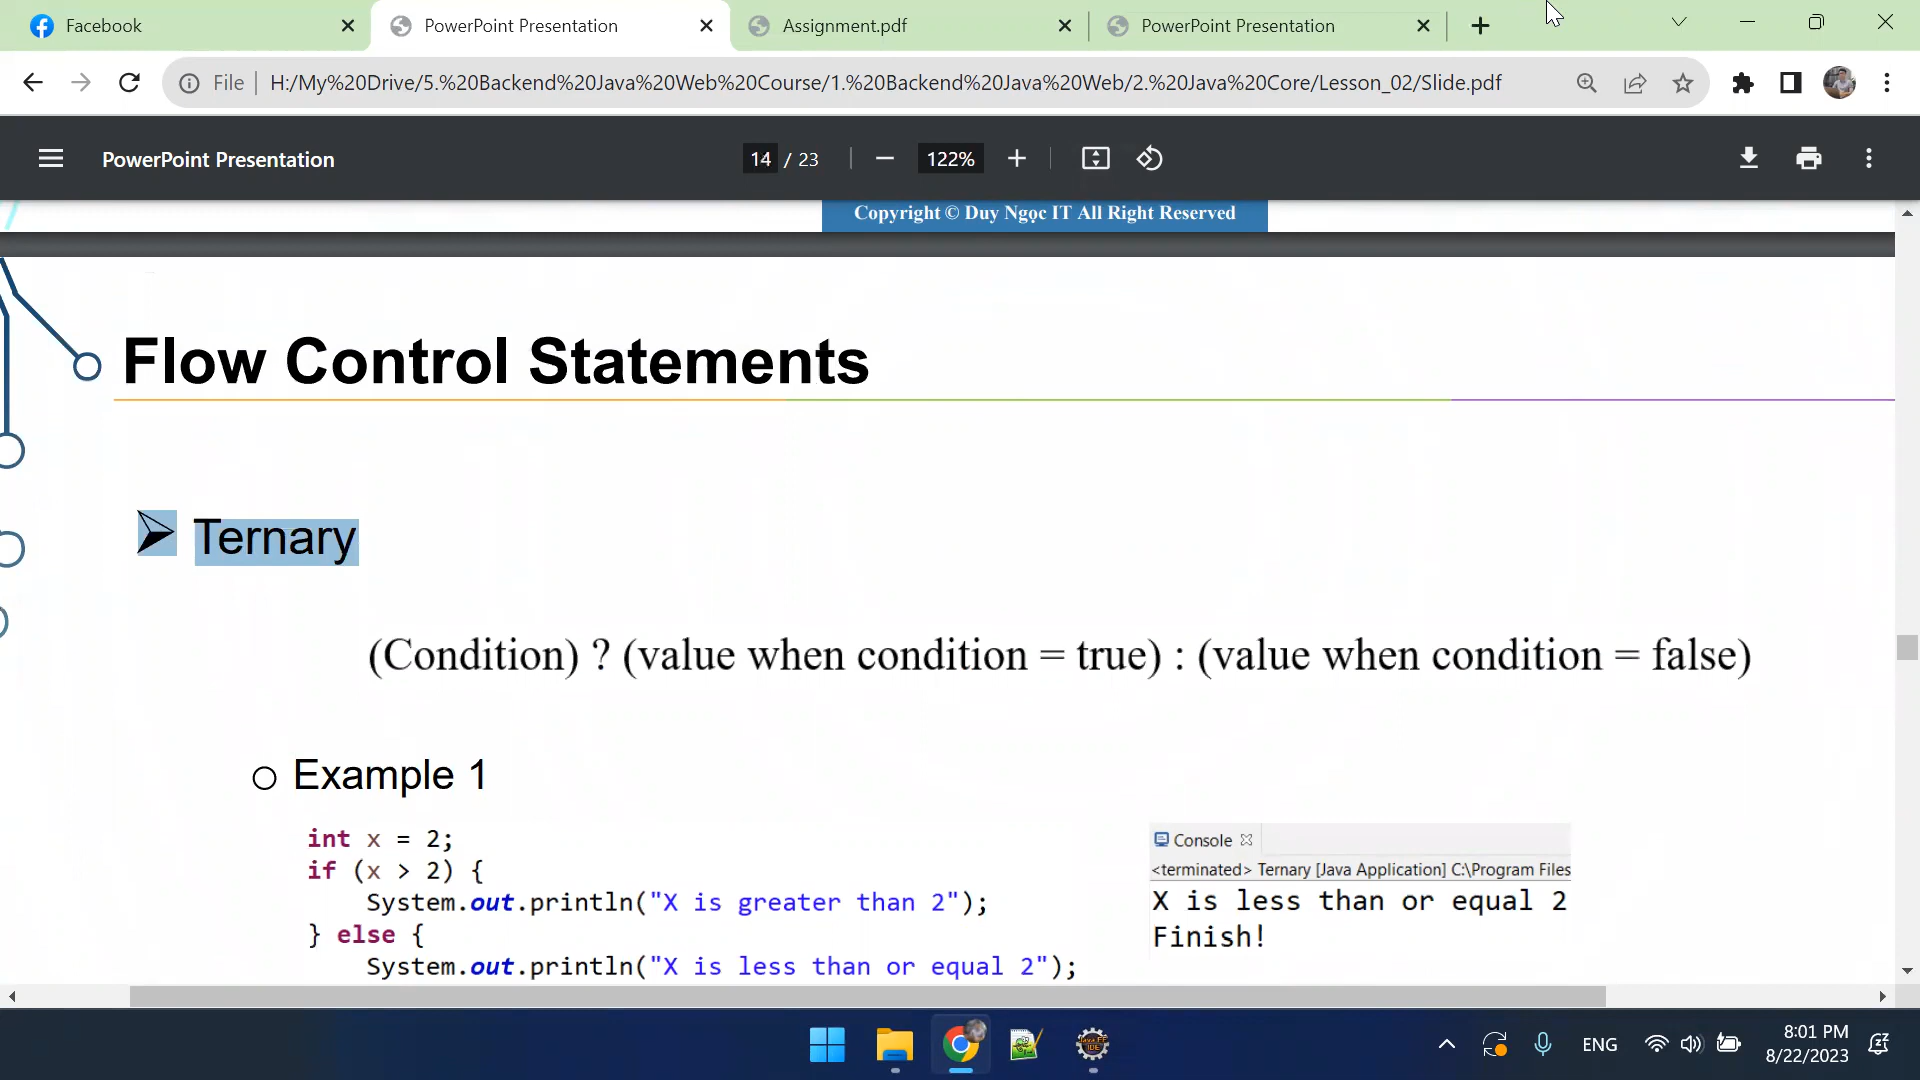 Facebook
PowerPoint Presentation
Assignment.pdf
PowerPoint Presentation
File
H:/My%20Drive/5.%20Backend%20Java%20Web%20Course/1.%20Backend%20Java%20Web/2.%20Java%20Core/Lesson_02/Slide.pdf
PowerPoint Presentation
14 / 23
122%
Copyright © Duy Ngọc IT All Right Reserved
Flow Control Statements
Ternary
(Condition) ? (value when condition = true) : (value when condition = false)
Example 1
int x = 2;
if (x > 2) {
System.out.println("X is greater than 2");
} else {
System.out.println("X is less than or equal 2");
Console
<terminated> Ternary [Java Application] C:\Program Files
X is less than or equal 2
Finish!
ENG
8:01 PM
8/22/2023